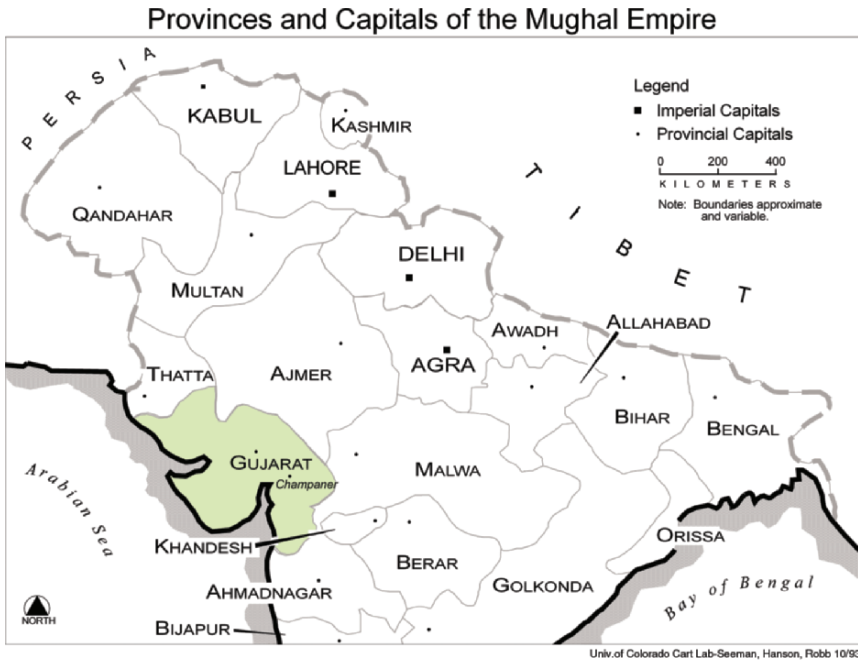 Provinces and Capitals of the Mughal Empire
PERSIA
KABUL
KASHMIR
Legend
Imperial Capitals
Provincial Capitals
0 200 400
KILOMETERS
Note: Boundaries approximate
and variable.
LAHORE
QANDAHAR
TIBET
DELHI
MULTAN
AWADH
ALLAHABAD
AGRA
THATTA
AJMER
BIHAR
BENGAL
GUJARAT
Champaner
MALWA
Arabian Sea
KHANDESH
BERAR
ORISSA
GOLKONDA
AHMADNAGAR
Bay of Bengal
NORTH
BIJAPUR
Univ.of Colorado Cart Lab-Seeman, Hanson, Robb 10/93